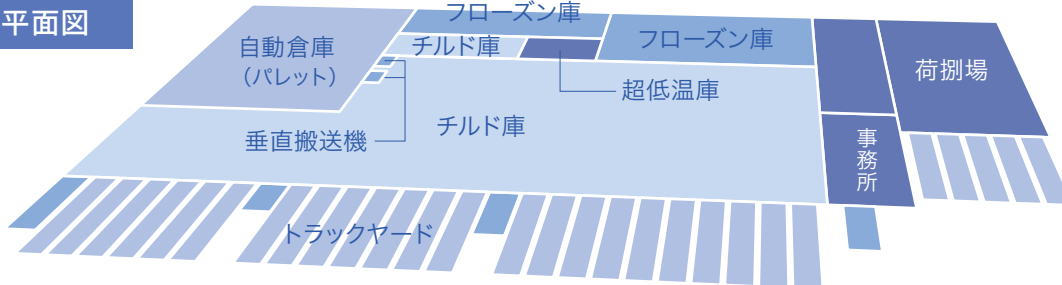 平面図
フローズン庫
自動倉庫
（パレット）
チルド庫
フローズン庫
超低温庫
荷捌場
垂直搬送機
チルド庫
事務所
トラックヤード